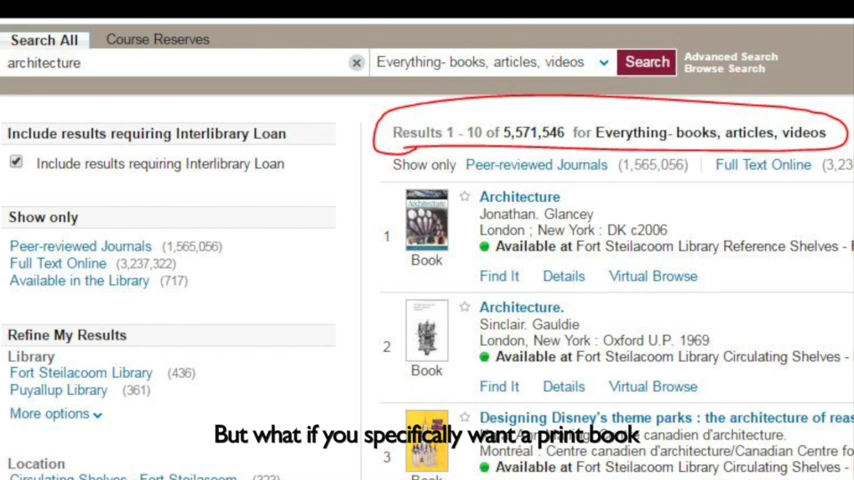 Search All Course Reserves
architecture Everything- books, articles, videos Search Advanced Search
Browse Search
Include results requiring Interlibrary Loan
Include results requiring Interlibrary Loan
Show only
Peer-reviewed Journals (1,565,056)
Full Text Online (3,237,322)
Available in the Library (717)
Refine My Results
Library
Fort Steilacoom Library (436)
Puyallup Library (361)
More options
Location
Results 1 - 10 of 5,571,546 for Everything- books, articles, videos
Show only Peer-reviewed Journals (1,565,056) Full Text Online (3,23
1
Book
Architecture
Jonathan. Glancey
London ; New York : DK c2006
Available at Fort Steilacoom Library Reference Shelves -
Find It Details Virtual Browse
2
Book
Architecture.
Sinclair. Gauldie
London, New York : Oxford U.P. 1969
Available at Fort Steilacoom Library Circulating Shelves -
Find It Details Virtual Browse
3
Designing Disney's theme parks : the architecture of reas
canadien d'architecture.
Montréal : Centre canadien d'architecture/Canadian Centre fo
Available at Fort Steilacoom Library Circulating Shelves -
But what if you specifically want a print book